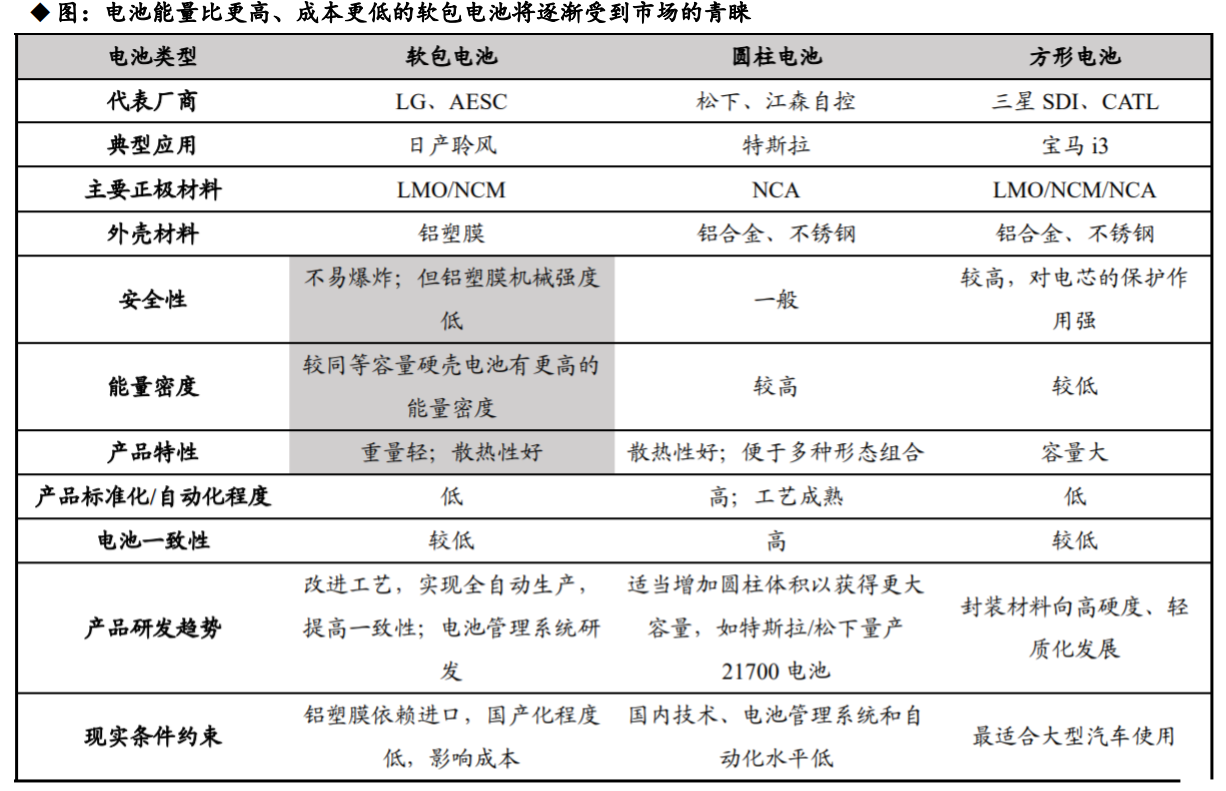 ◆ 图：电池能量比更高、成本更低的软包电池将逐渐受到市场的青睐
电池类型 软包电池 圆柱电池 方形电池
代表厂商 LG、AESC 松下、江森自控 三星 SDI、CATL
典型应用 日产聆风 特斯拉 宝马 i3
主要正极材料 LMO/NCM NCA LMO/NCM/NCA
外壳材料 铝塑膜 铝合金、不锈钢 铝合金、不锈钢
安全性 不易爆炸；但铝塑膜机械强度低 一般 较高，对电芯的保护作用强
能量密度 较同等容量硬壳电池有更高的能量密度 较高 较低
产品特性 重量轻；散热性好 散热性好；便于多种形态组合 容量大
产品标准化/自动化程度 低 高；工艺成熟 低
电池一致性 较低 高 较低
产品研发趋势 改进工艺，实现全自动生产，提高一致性；电池管理系统研发 适当增加圆柱体积以获得更大容量，如特斯拉/松下量产 21700 电池 封装材料向高硬度、轻质化发展
现实条件约束 铝塑膜依赖进口，国产化程度低，影响成本 国内技术、电池管理系统和自动化水平低 最适合大型汽车使用